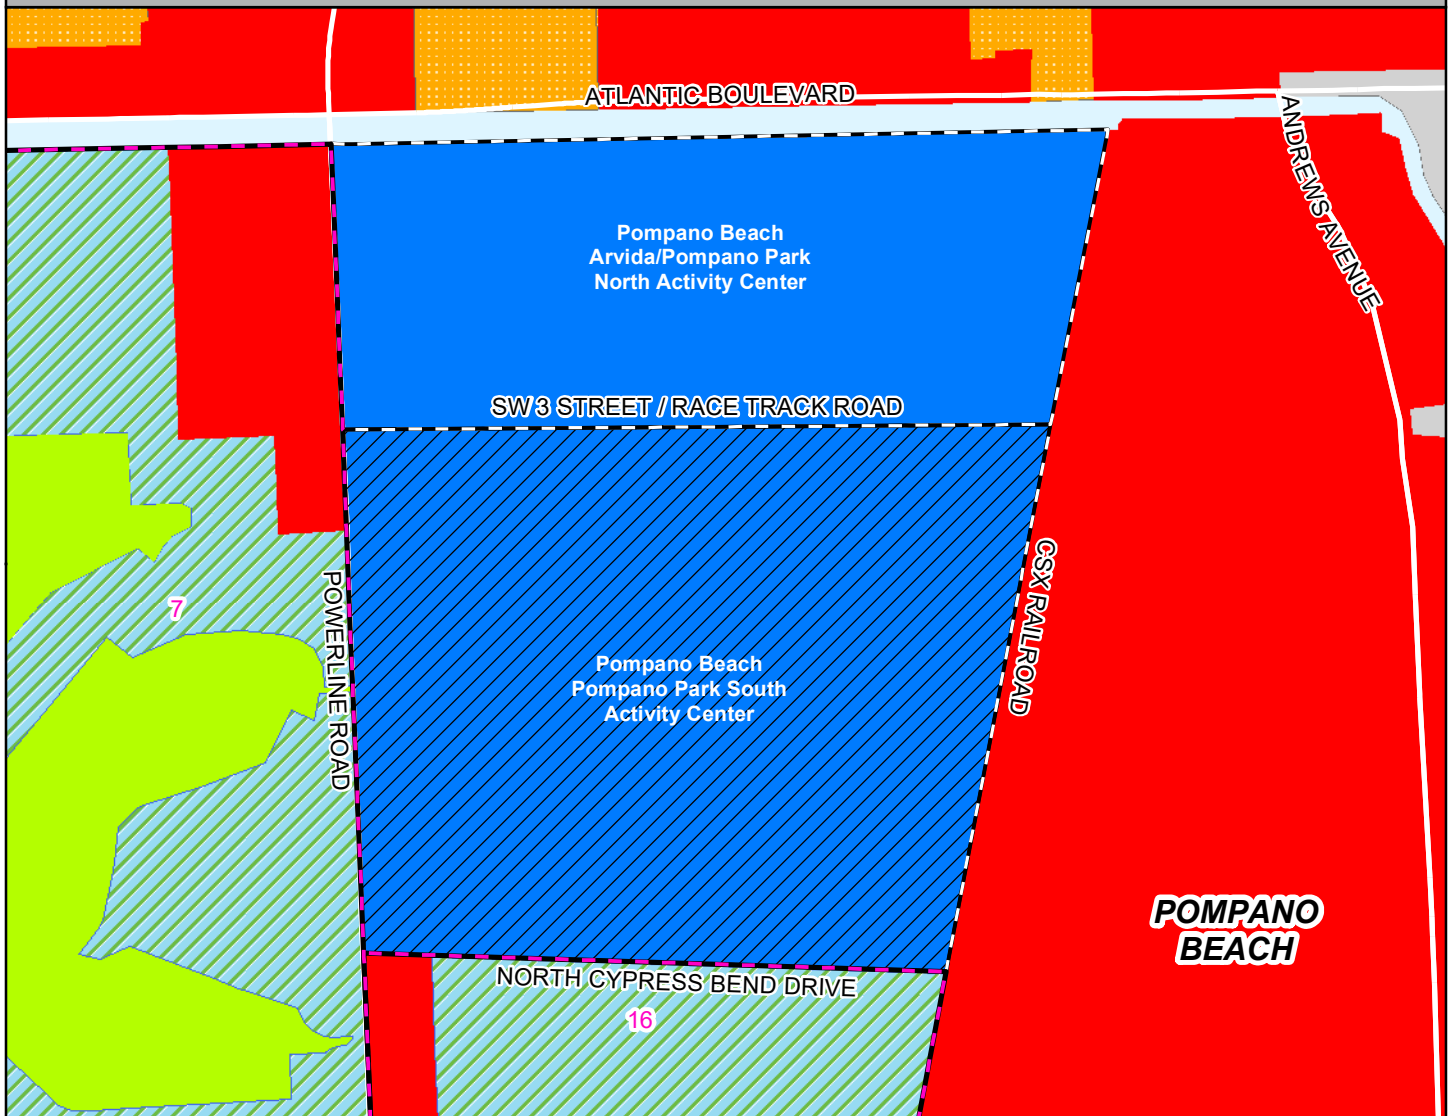 ATLANTIC BOULEVARD
ANDREWS AVENUE
Pompano Beach
Arvida/Pompano Park
North Activity Center
SW 3 STREET / RACE TRACK ROAD
CSX RAILROAD
POWERLINE ROAD
7
Pompano Beach
Pompano Park South
Activity Center
POMPANO
BEACH
NORTH CYPRESS BEND DRIVE
16